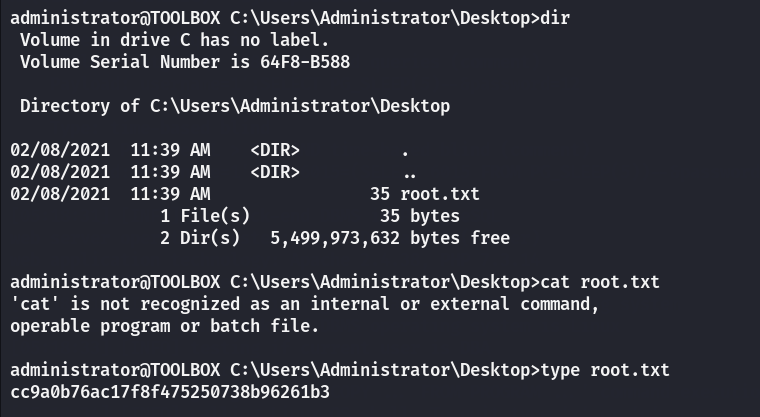 administrator@TOOLBOX C:\Users\Administrator\Desktop>dir
 Volume in drive C has no label.
 Volume Serial Number is 64F8-B588

 Directory of C:\Users\Administrator\Desktop

02/08/2021  11:39 AM    <DIR>          .
02/08/2021  11:39 AM    <DIR>          ..
02/08/2021  11:39 AM                35 root.txt
               1 File(s)             35 bytes
               2 Dir(s)   5,499,973,632 bytes free

administrator@TOOLBOX C:\Users\Administrator\Desktop>cat root.txt
'cat' is not recognized as an internal or external command,
operable program or batch file.

administrator@TOOLBOX C:\Users\Administrator\Desktop>type root.txt
cc9a0b76ac17f8f475250738b96261b3